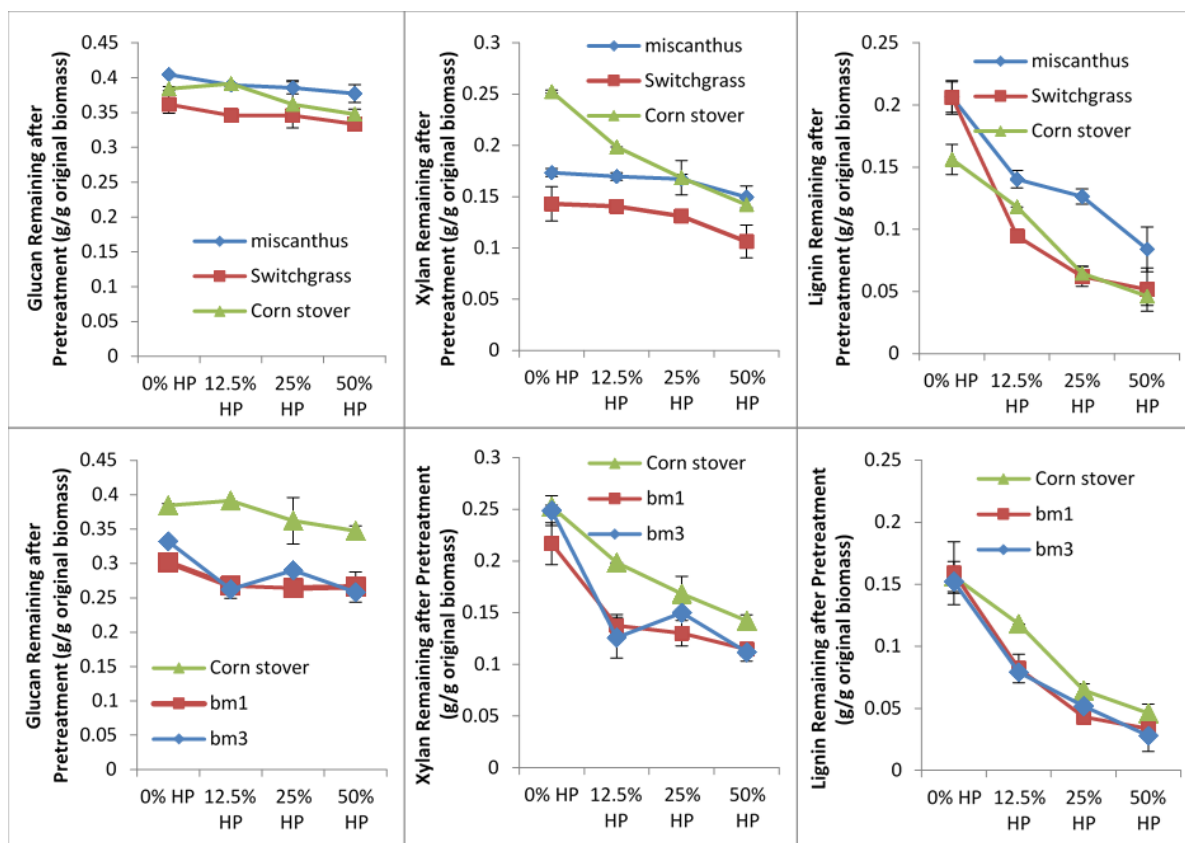 Glucan Remaining after
Pretreatment (g/g original biomass)
0.45
0.4
0.35
0.3
0.25
0.2
0.15
0.1
0.05
0
miscanthus
Switchgrass
Corn stover
0% HP 12.5% 25% 50%
HP HP HP
Xylan Remaining after
Pretreatment (g/g original biomass)
0.3
0.25
0.2
0.15
0.1
0.05
0
miscanthus
Switchgrass
Corn stover
0% HP 12.5% 25% 50%
HP HP HP
Lignin Remaining after
Pretreatment (g/g original biomass)
0.25
0.2
0.15
0.1
0.05
0
miscanthus
Switchgrass
Corn stover
0% HP 12.5% 25% 50%
HP HP HP
Glucan Remaining after
Pretreatment (g/g original biomass)
0.45
0.4
0.35
0.3
0.25
0.2
0.15
0.1
0.05
0
Corn stover
bm1
bm3
0% HP 12.5% 25% 50%
HP HP HP
Xylan Remaining after Pretreatment
(g/g original biomass)
0.3
0.25
0.2
0.15
0.1
0.05
0
Corn stover
bm1
bm3
0% HP 12.5% 25% 50%
HP HP HP
Lignin Remaining after Pretreatment
(g/g original biomass)
0.25
0.2
0.15
0.1
0.05
0
Corn stover
bm1
bm3
0% HP 12.5% 25% 50%
HP HP HP